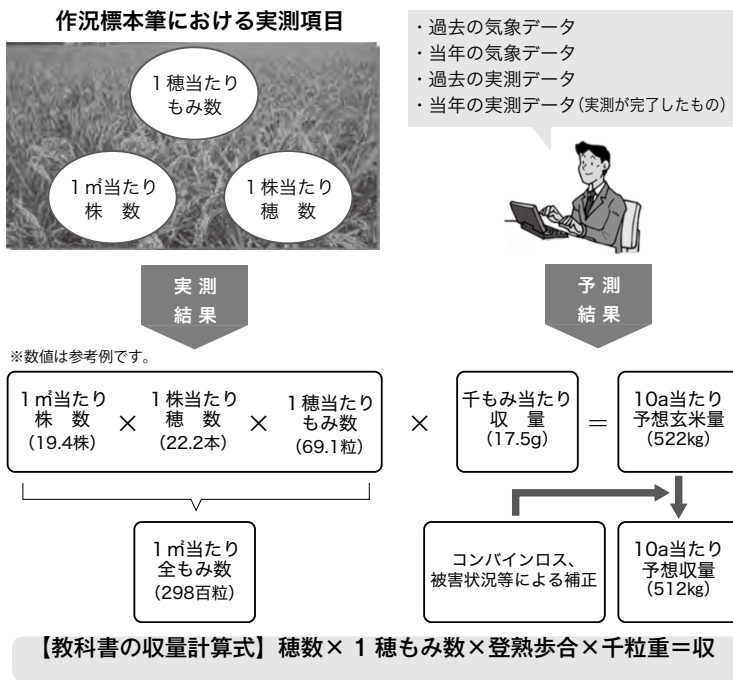 作況標本筆における実測項目
1穂当たり
もみ数
1㎡当たり
株 数
1株当たり
穂 数
・過去の気象データ
・当年の気象データ
・過去の実測データ
・当年の実測データ(実測が完了したもの)
実 測
結 果
予 測
結 果
※数値は参考例です。
1㎡当たり
株 数
(19.4株)
×
1株当たり
穂 数
(22.2本)
×
1穂当たり
もみ数
(69.1粒)
×
千もみ当たり
収 量
(17.5g)
=
10a当たり
予想玄米量
(522kg)
1㎡当たり
全もみ数
(298百粒)
コンバインロス、
被害状況等による補正
10a当たり
予想収量
(512kg)
【教科書の収量計算式】穂数× 1 穂もみ数×登熟歩合×千粒重=収